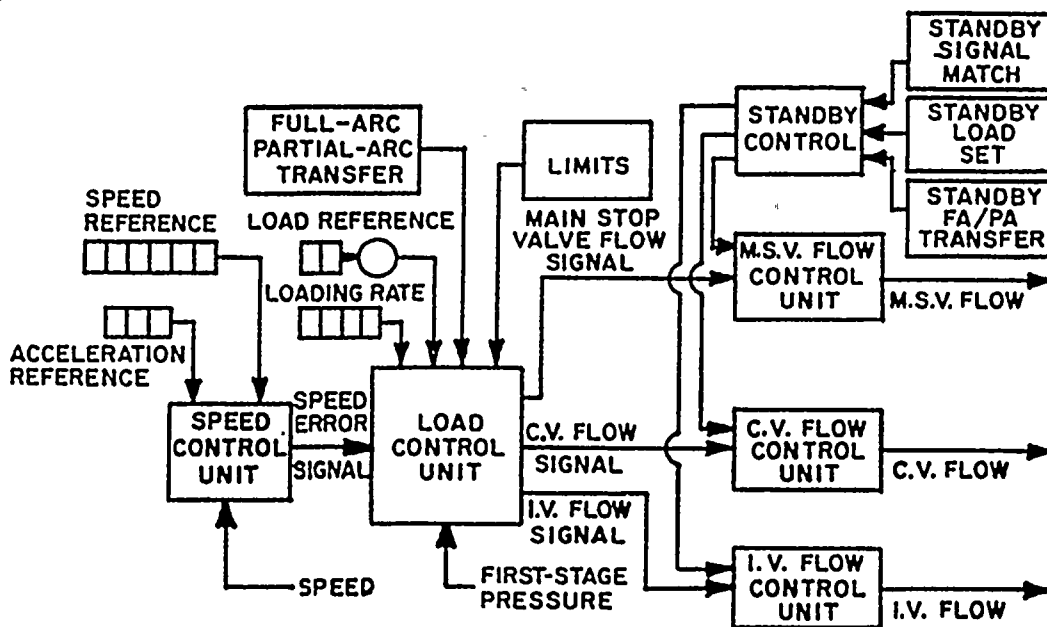 STANDBY
SIGNAL
MATCH
STANDBY
CONTROL
STANDBY
LOAD
SET
STANDBY
FA/PA
TRANSFER
FULL-ARC
PARTIAL-ARC
TRANSFER
LIMITS
SPEED
REFERENCE
LOAD REFERENCE
MAIN STOP
VALVE FLOW
SIGNAL
LOADING RATE
ACCELERATION
REFERENCE
M.S.V. FLOW
CONTROL
UNIT
M.S.V. FLOW
SPEED
CONTROL
UNIT
SPEED
ERROR
SIGNAL
LOAD
CONTROL
UNIT
C.V. FLOW
SIGNAL
C.V. FLOW
CONTROL
UNIT
C.V. FLOW
I.V. FLOW
SIGNAL
SPEED
FIRST-STAGE
PRESSURE
I.V. FLOW
CONTROL
UNIT
I.V. FLOW